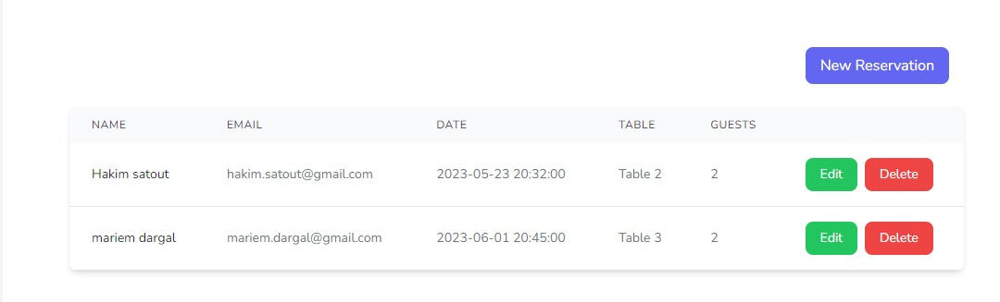 New Reservation
NAME EMAIL DATE TABLE GUESTS
Hakim satout hakim.satout@gmail.com 2023-05-23 20:32:00 Table 2 2 Edit Delete
mariem dargal mariem.dargal@gmail.com 2023-06-01 20:45:00 Table 3 2 Edit Delete